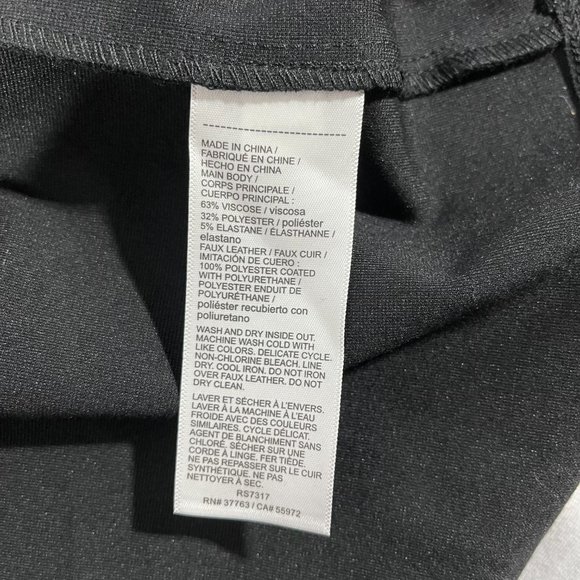 MADE IN CHINA /
FABRIQUÉ EN CHINE /
HECHO EN CHINA
MAIN BODY /
CORPS PRINCIPALE /
CUERPO PRINCIPAL :
63% VISCOSE / viscosa
32% POLYESTER / poliéster
5% ELASTANE / ÉLASTHANNE /
elastano
FAUX LEATHER / FAUX CUIR /
IMITACIÓN DE CUERO :
100% POLYESTER COATED
WITH POLYURETHANE /
POLYESTER ENDUIT DE
POLYURÉTHANE /
poliéster recubierto con
poliuretano
WASH AND DRY INSIDE OUT.
MACHINE WASH COLD WITH
LIKE COLORS. DELICATE CYCLE.
NON-CHLORINE BLEACH. LINE
DRY. COOL IRON. DO NOT IRON
OVER FAUX LEATHER. DO NOT
DRY CLEAN.
LAVER ET SÉCHER À L'ENVERS.
LAVER À LA MACHINE À L'EAU
FROIDE AVEC DES COULEURS
SIMILAIRES. CYCLE DÉLICAT.
AGENT DE BLANCHIMENT SANS
CHLORÉ. SÉCHER SUR UNE
CORDE À LINGE. FER TIÈDE.
NE PAS REPASSER SUR LE CUIR
SYNTHÉTIQUE. NE PAS
NETTOYER À SEC.
RS7317
RN# 37763 / CA# 55972